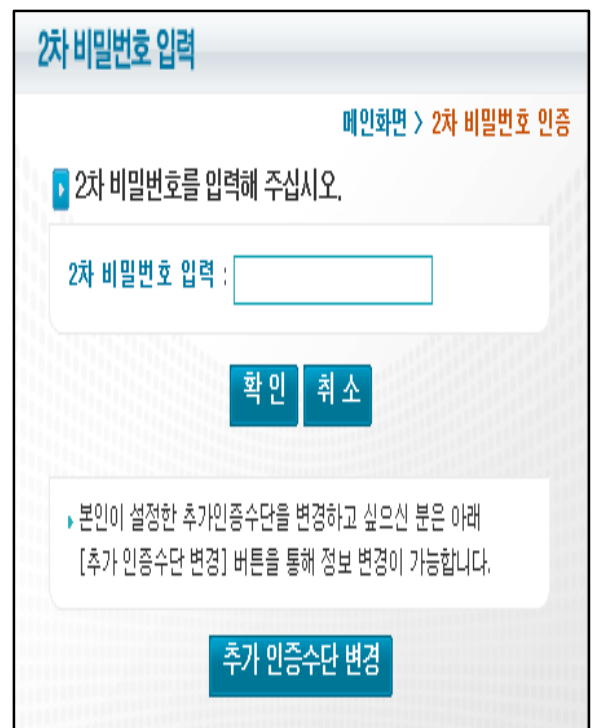 2차 비밀번호 입력
메인화면 > 2차 비밀번호 인증
2차 비밀번호를 입력해 주십시오.
2차 비밀번호 입력 :
확 인 취 소
본인이 설정한 추가인증수단을 변경하고 싶으신 분은 아래
[추가 인증수단 변경] 버튼을 통해 정보 변경이 가능합니다.
추가 인증수단 변경